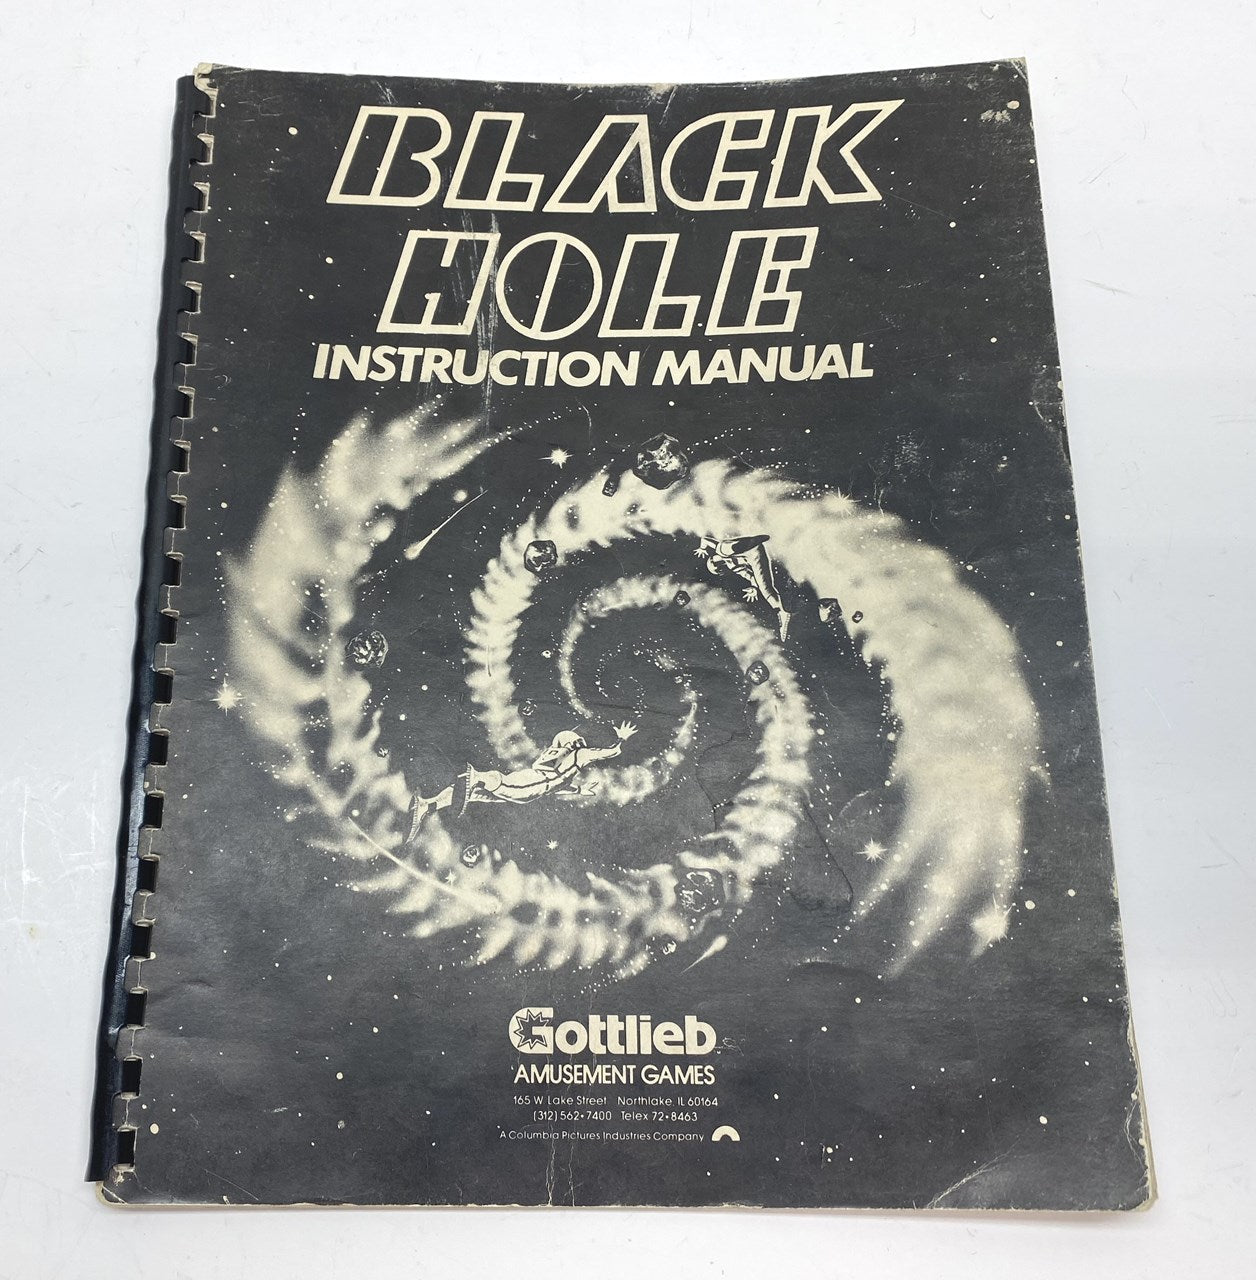 BLACK
HOLE
INSTRUCTION MANUAL
Gottlieb
AMUSEMENT GAMES
165 W Lake Street Northlake, IL 60164
(312) 562•7400 Telex 72•8463
A Columbia Pictures Industries Company